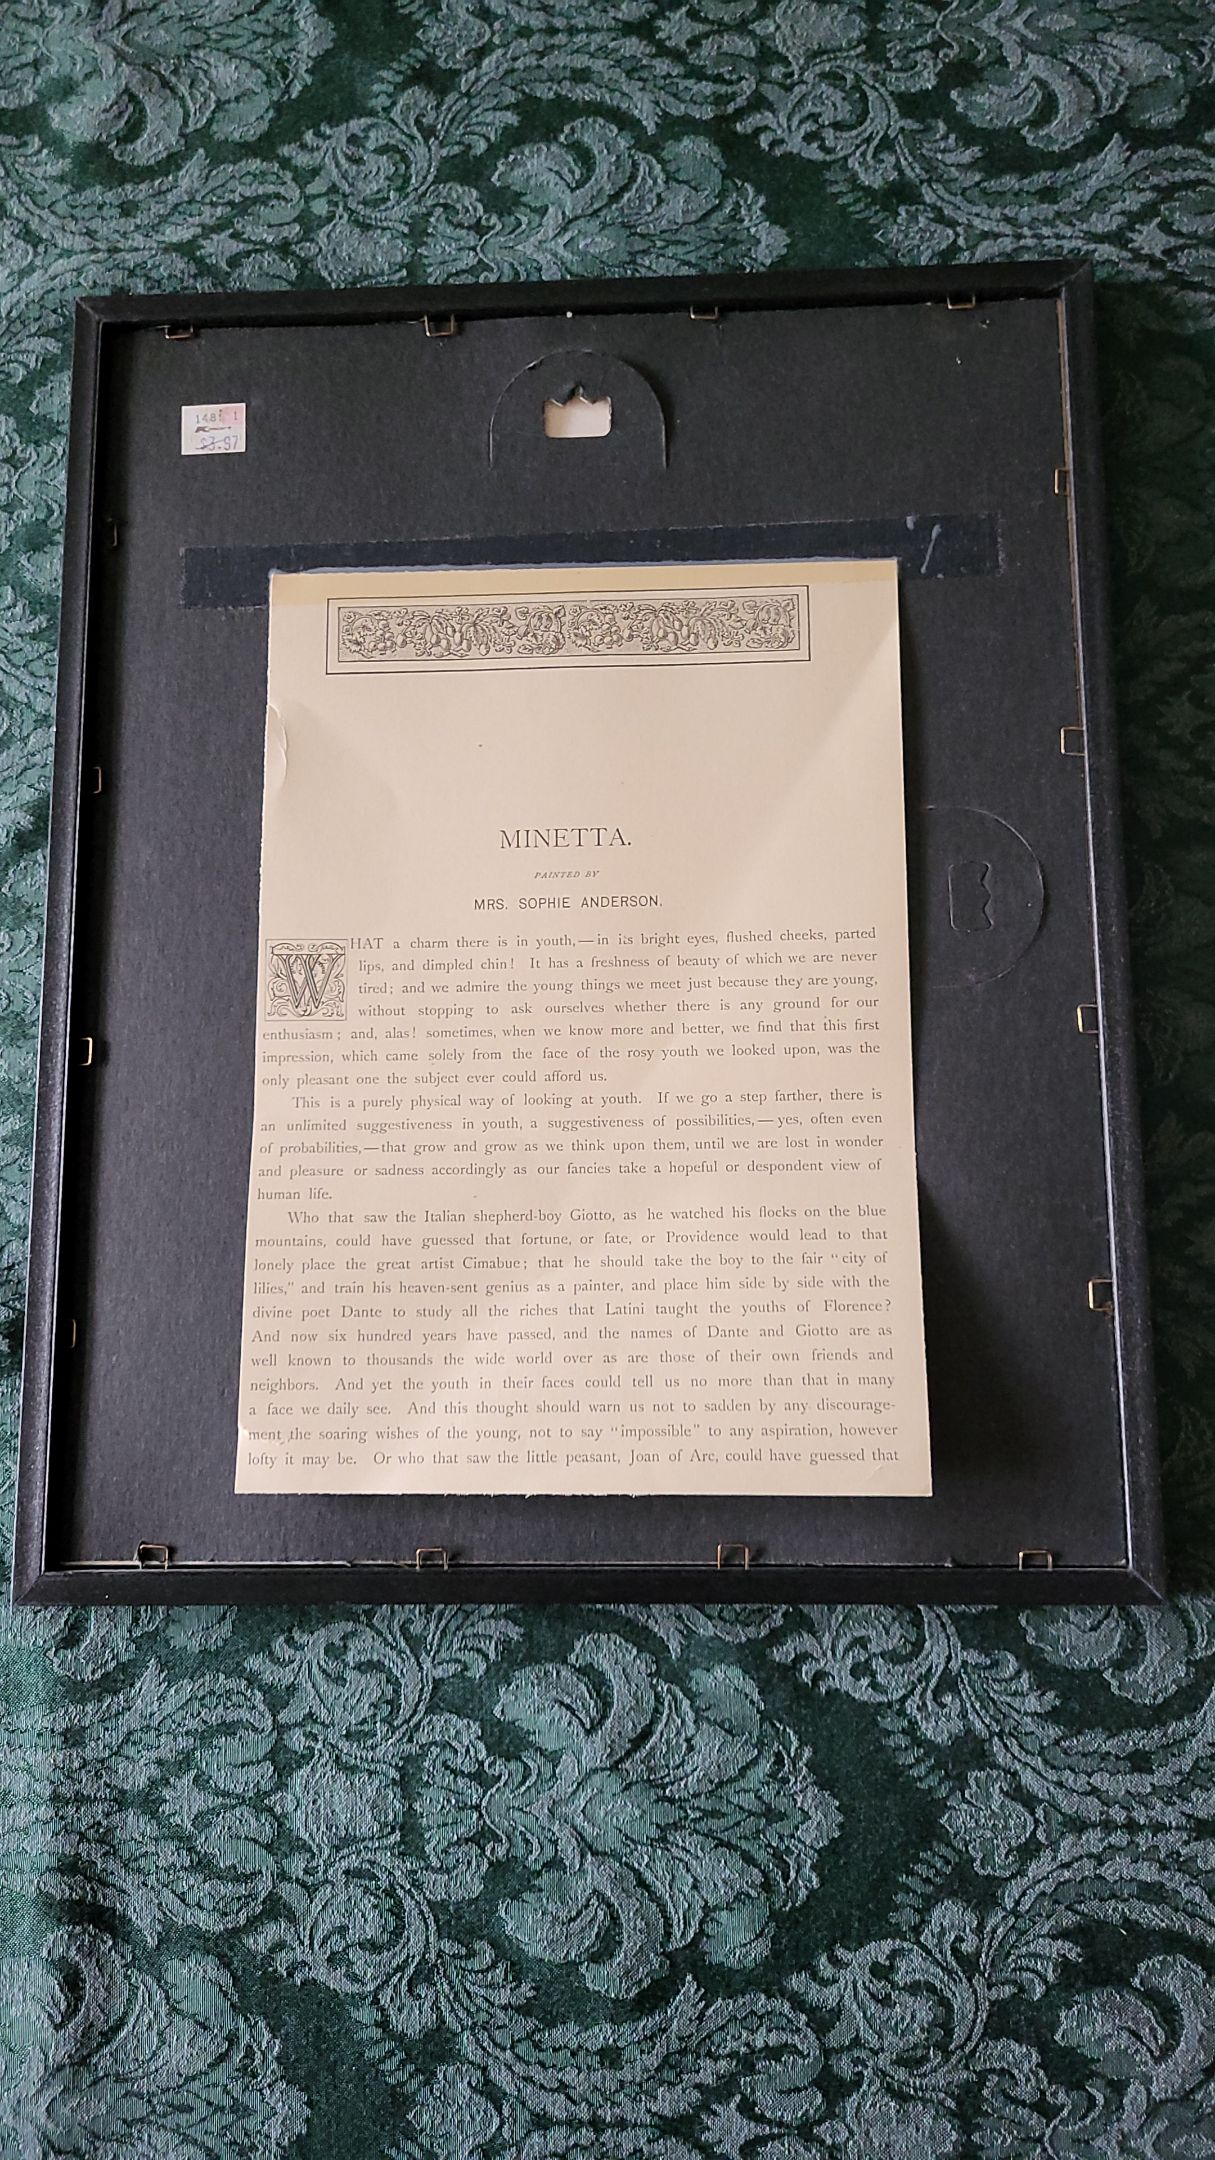 148 1
$3.97
MINETTA.
PAINTED BY
MRS. SOPHIE ANDERSON.
WHAT a charm there is in youth,—in its bright eyes, flushed cheeks, parted
lips, and dimpled chin! It has a freshness of beauty of which we are never
tired; and we admire the young things we meet just because they are young,
without stopping to ask ourselves whether there is any ground for our
enthusiasm; and, alas! sometimes, when we know more and better, we find that this first
impression, which came solely from the face of the rosy youth we looked upon, was the
only pleasant one the subject ever could afford us.
This is a purely physical way of looking at youth. If we go a step farther, there is
an unlimited suggestiveness in youth, a suggestiveness of possibilities,—yes, often even
of probabilities,—that grow and grow as we think upon them, until we are lost in wonder
and pleasure or sadness accordingly as our fancies take a hopeful or despondent view of
human life.
Who that saw the Italian shepherd-boy Giotto, as he watched his flocks on the blue
mountains, could have guessed that fortune, or fate, or Providence would lead to that
lonely place the great artist Cimabue; that he should take the boy to the fair "city of
lilies," and train his heaven-sent genius as a painter, and place him side by side with the
divine poet Dante to study all the riches that Latini taught the youths of Florence?
And now six hundred years have passed, and the names of Dante and Giotto are as
well known to thousands the wide world over as are those of their own friends and
neighbors. And yet the youth in their faces could tell us no more than that in many
a face we daily see. And this thought should warn us not to sadden by any discourage-
ment the soaring wishes of the young, not to say "impossible" to any aspiration, however
lofty it may be. Or who that saw the little peasant, Joan of Arc, could have guessed that